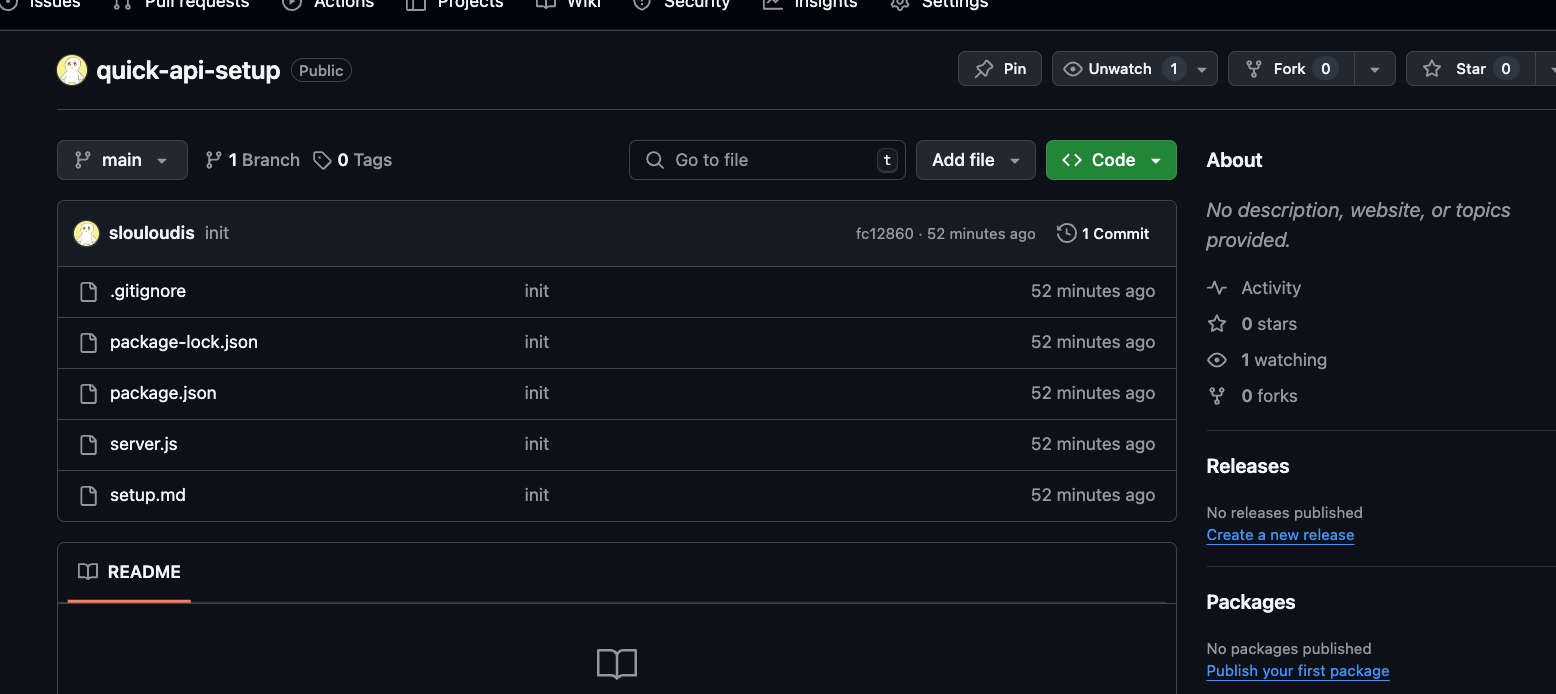 Issues Pull requests Actions Projects Wiki Security Insights Settings
quick-api-setup Public Pin Unwatch 1 Fork 0 Star 0
main 1 Branch 0 Tags Go to file t Add file Code
slouloudis init fc12860 · 52 minutes ago 1 Commit
.gitignore init 52 minutes ago
package-lock.json init 52 minutes ago
package.json init 52 minutes ago
server.js init 52 minutes ago
setup.md init 52 minutes ago
README
About
No description, website, or topics
provided.
Activity
0 stars
1 watching
0 forks
Releases
No releases published
Create a new release
Packages
No packages published
Publish your first package